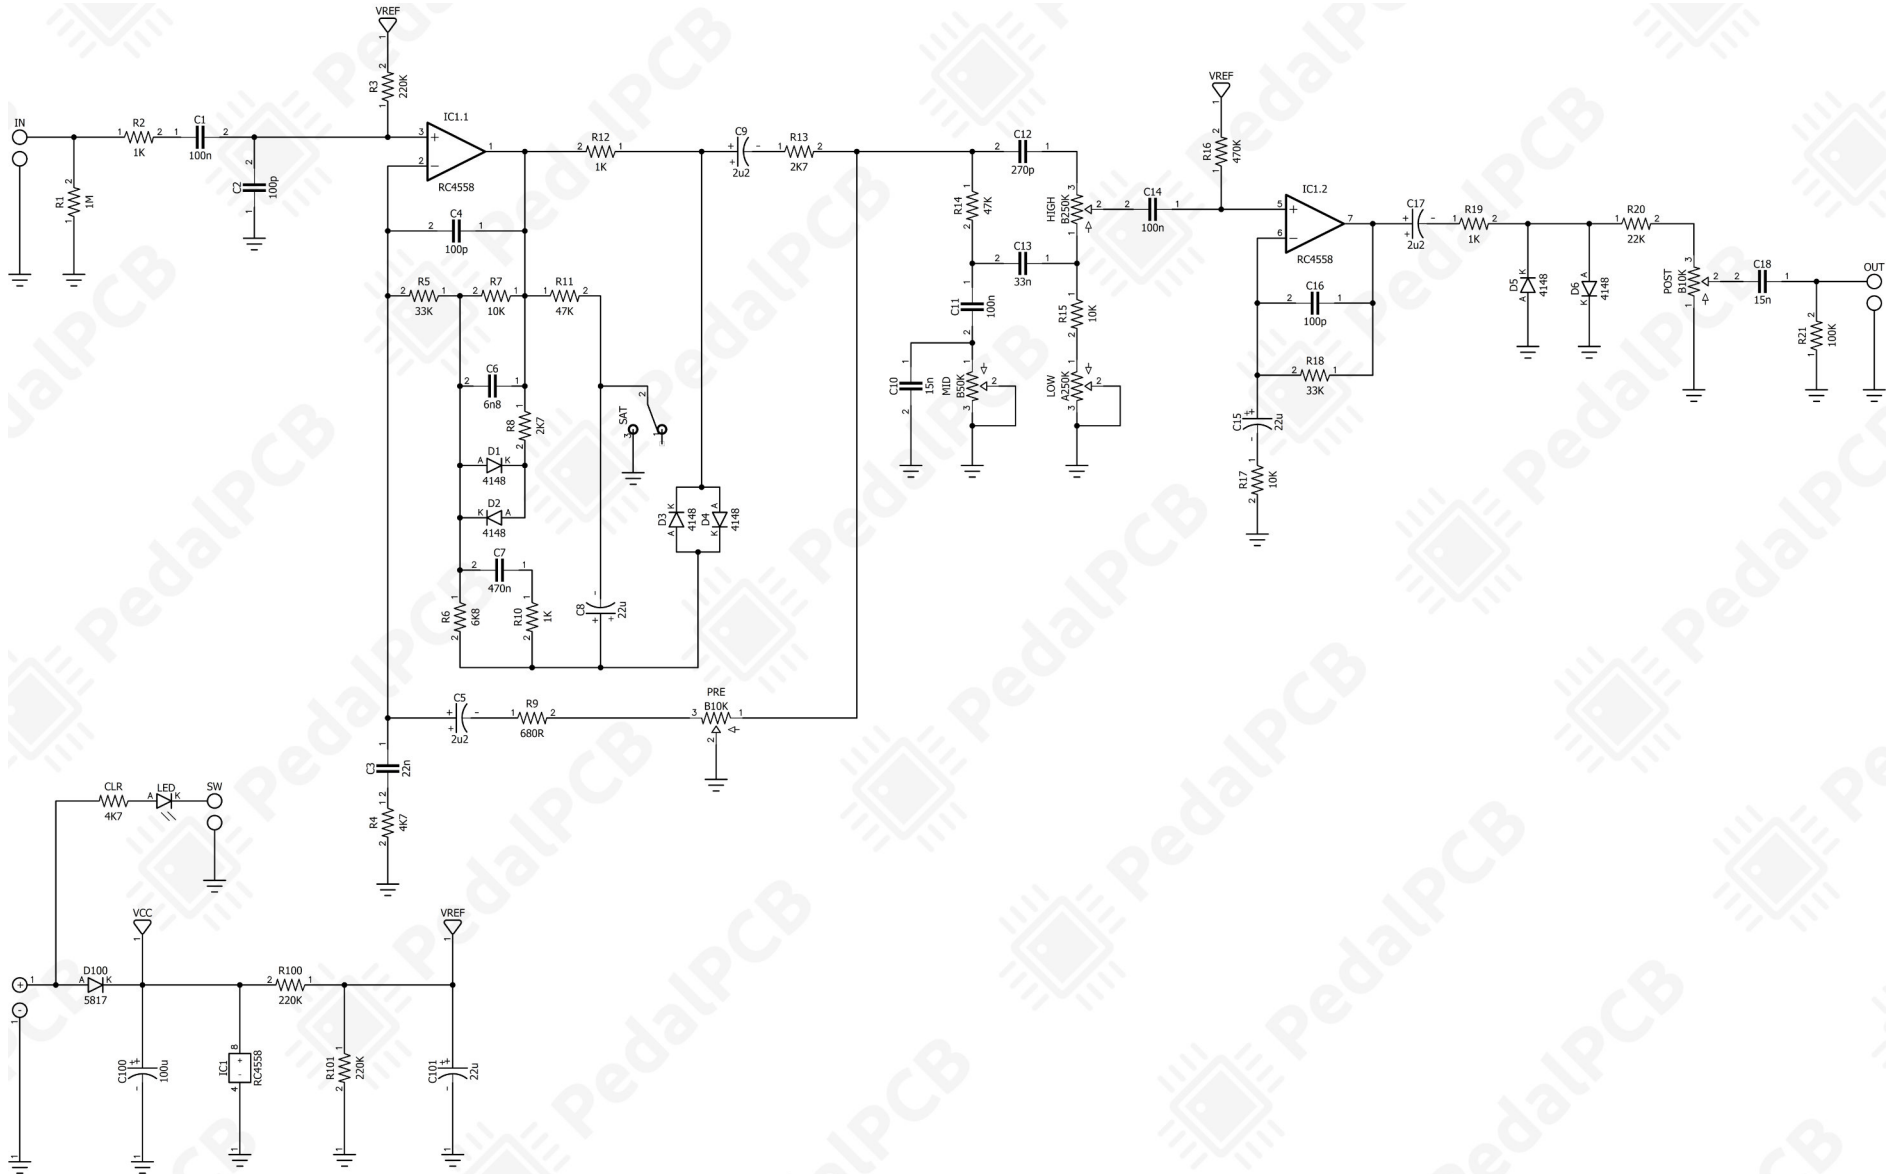 VREF
R3
220K
IN
R2
1K
C1
100n
R1
1M
C2
100p
IC1.1
RC4558
C4
100p
R5
33K
R7
10K
R11
47K
C6
6n8
R8
2K7
D1
4148
D2
4148
C7
470n
R6
6K8
R10
1K
C8
22u
SAT
R12
1K
D3
4148
D4
4148
C9
2u2
R13
2K7
C5
2u2
R9
680R
PRE
B10K
C3
22n
R4
4K7
C12
270p
R14
47K
HIGH
B250K
C13
33n
C11
100n
R15
10K
C10
15n
MID
B50K
LOW
A250K
C14
100n
VREF
R16
470K
IC1.2
RC4558
C16
100p
R18
33K
C15
22u
R17
10K
C17
2u2
R19
1K
D5
4148
D6
4148
R20
22K
POST
B10K
C18
15n
R21
100K
OUT
CLR
4K7
LED
SW
VCC
VREF
D100
5817
R100
220K
C100
100u
IC1
RC4558
R101
220K
C101
22u
PedalPCB